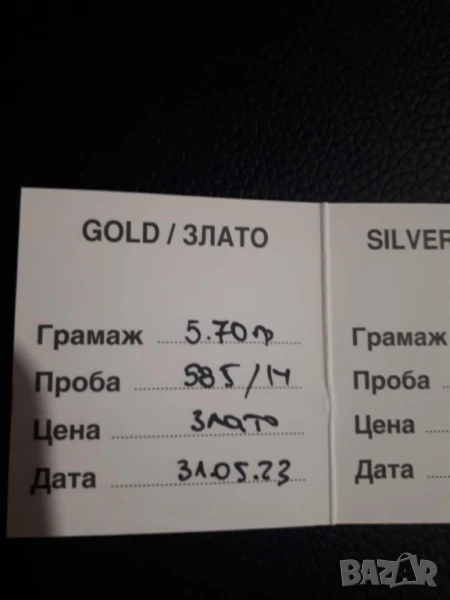 GOLD / ЗЛАТО
Грамаж 5.70гр
Проба 585/14
Цена злато
Дата 31.05.23
SILVER
Грамаж
Проба
Цена
Дата
BAZAR